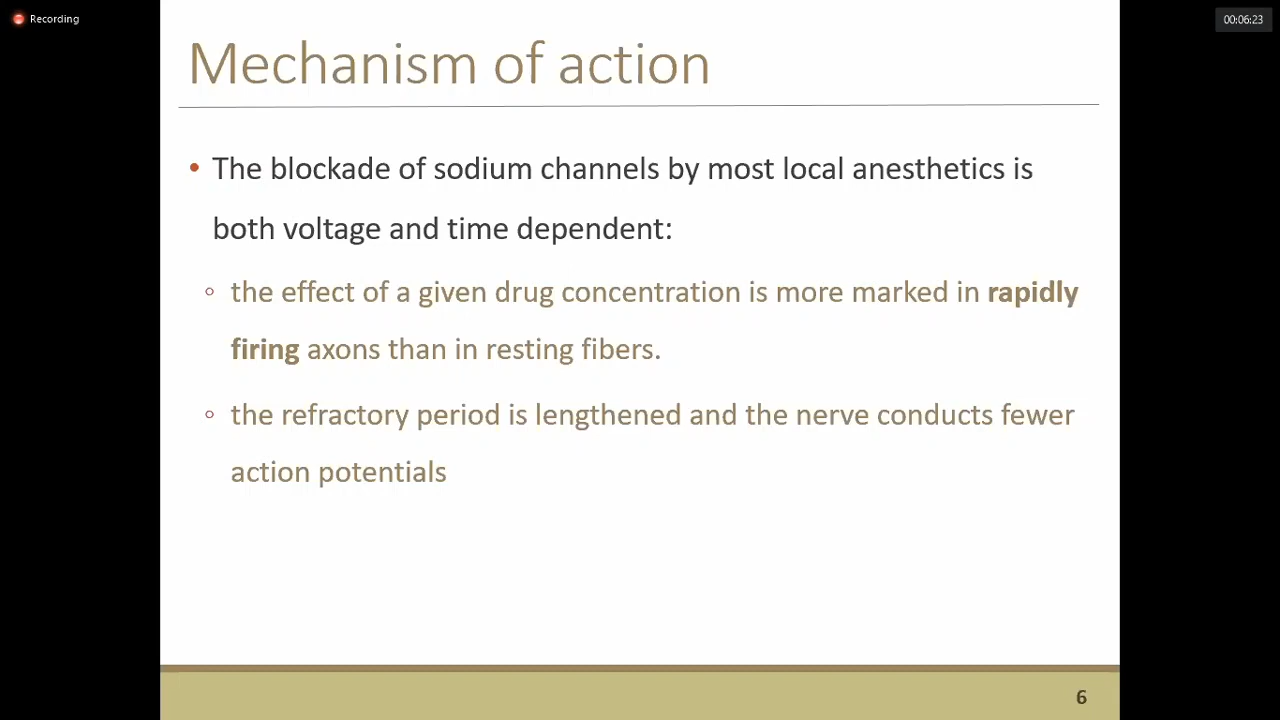 Recording
00:06:23
Mechanism of action
• The blockade of sodium channels by most local anesthetics is
both voltage and time dependent:
◦ the effect of a given drug concentration is more marked in rapidly
firing axons than in resting fibers.
◦ the refractory period is lengthened and the nerve conducts fewer
action potentials
6